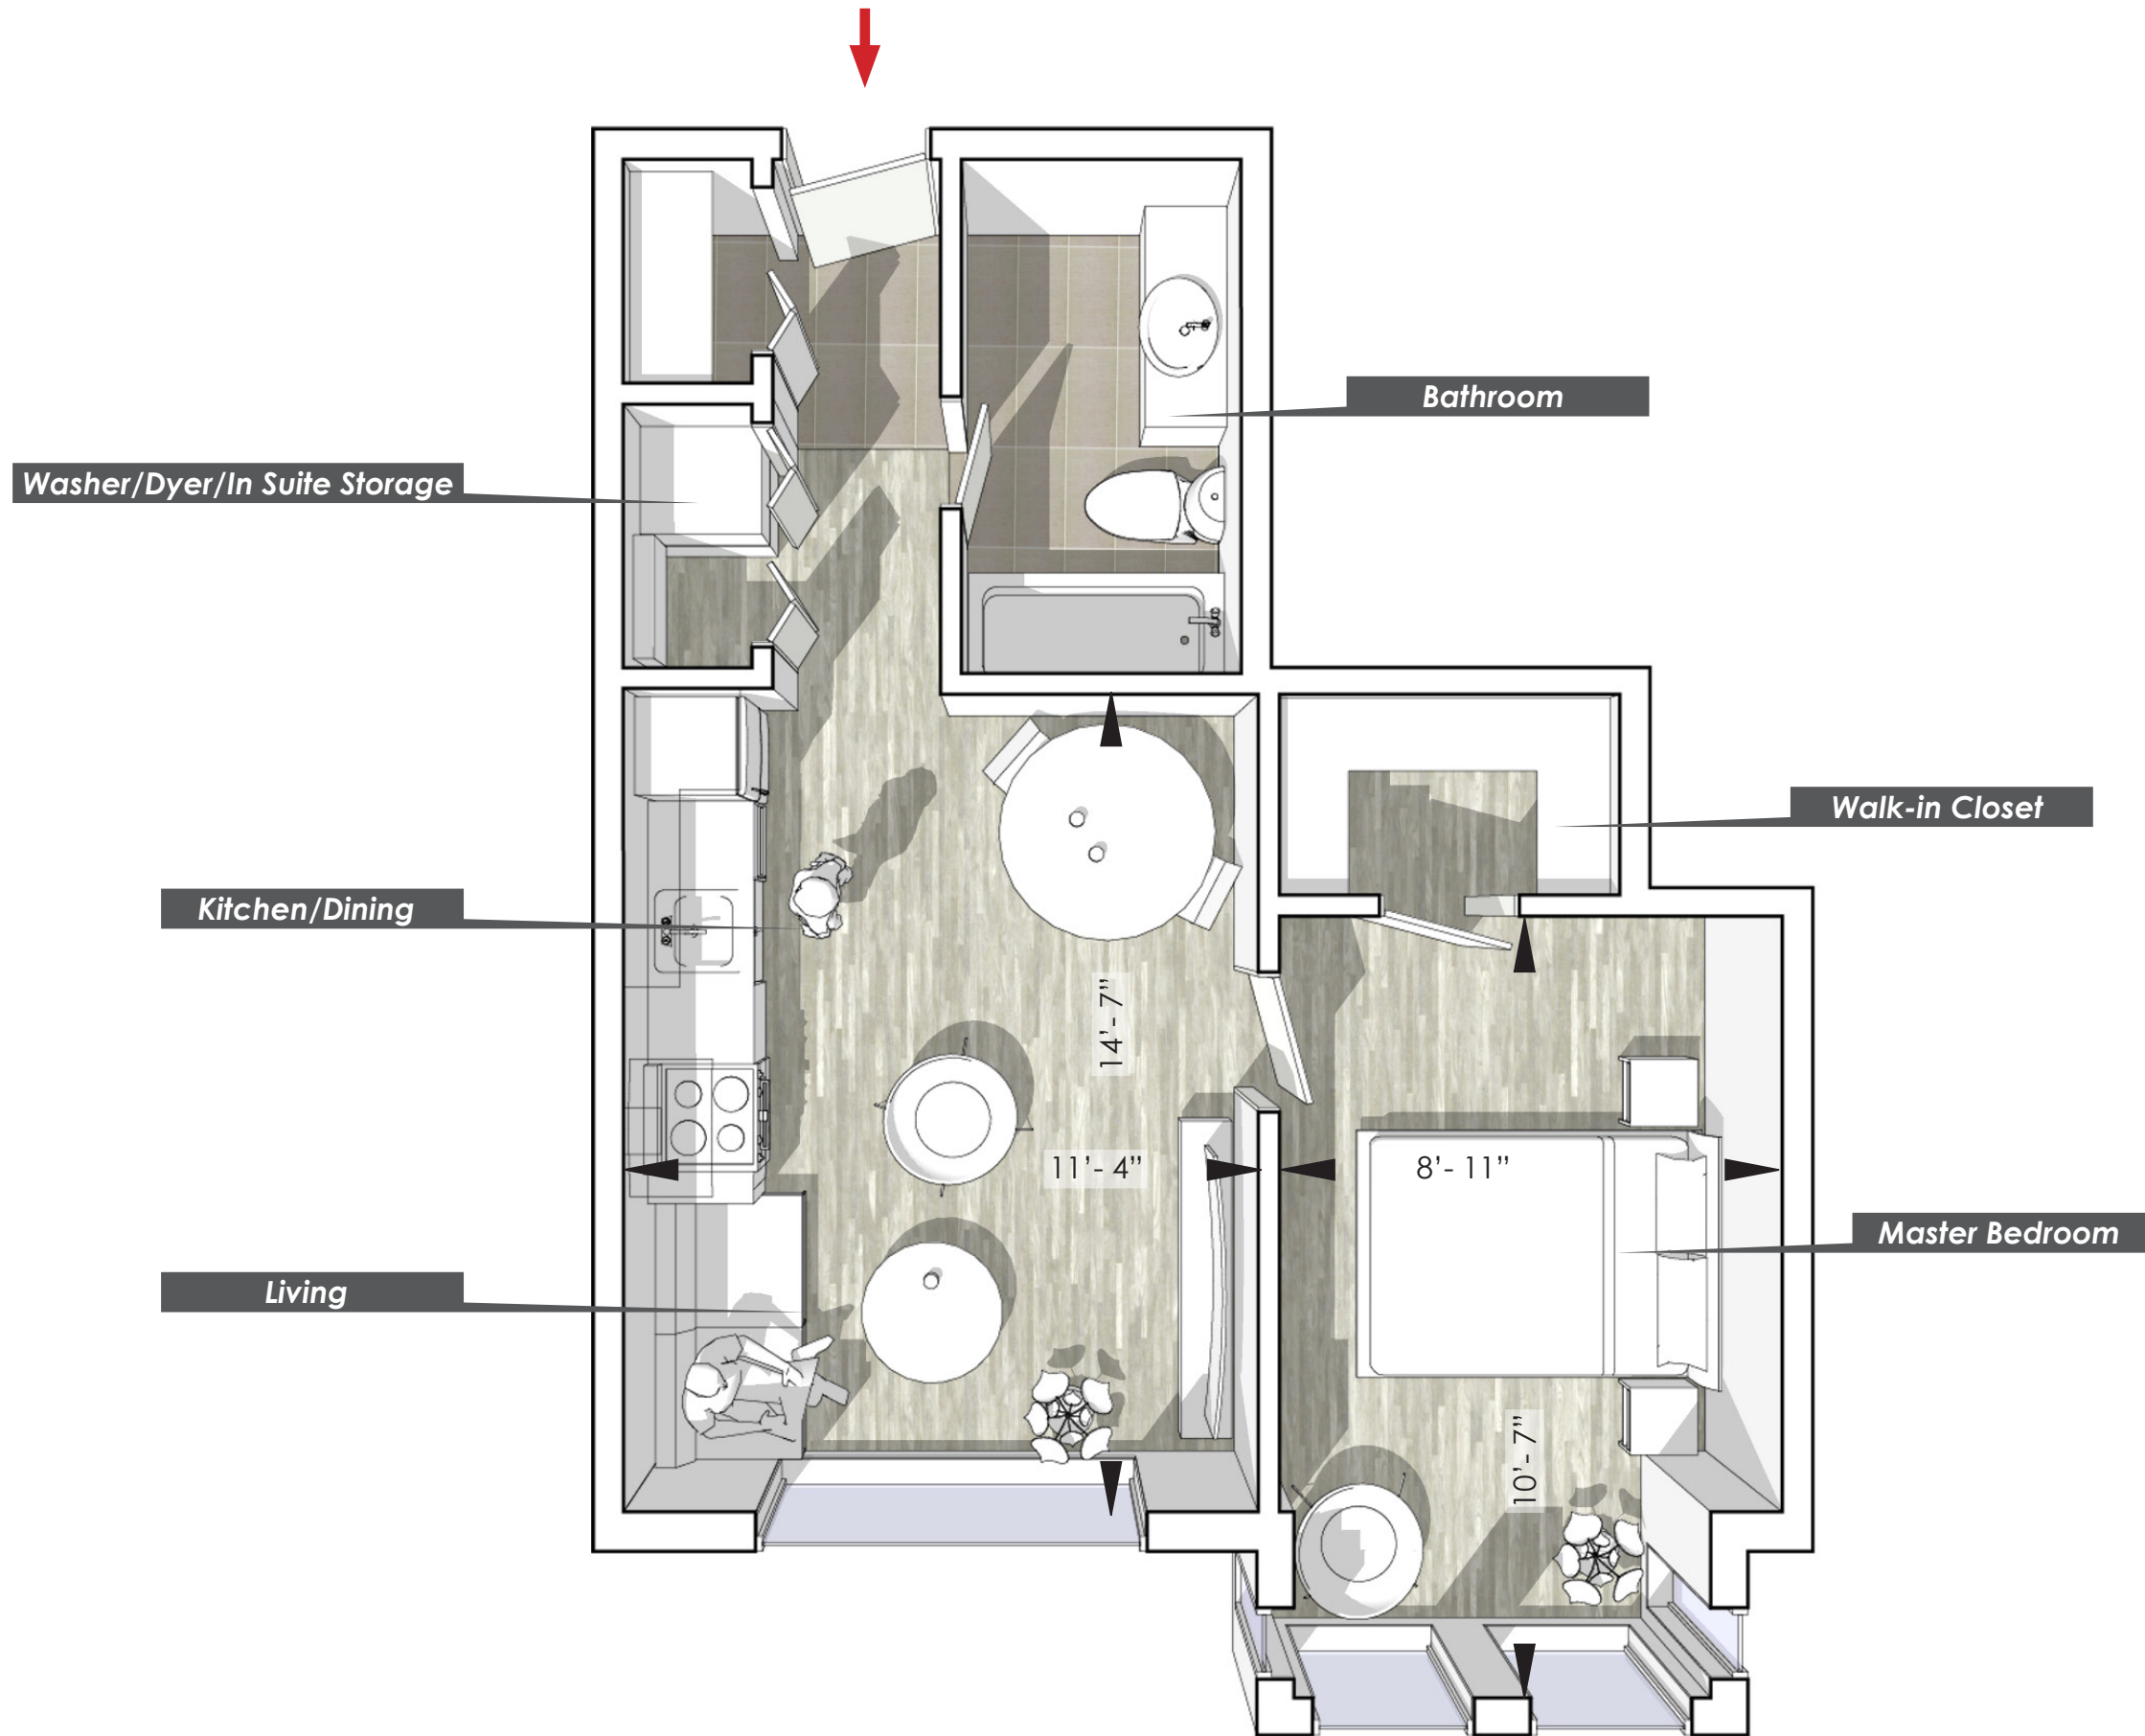 Bathroom
Washer/Dyer/In Suite Storage
Walk-in Closet
Kitchen/Dining
14'- 7”
11'- 4”
8'- 11”
Master Bedroom
Living
10'- 7”